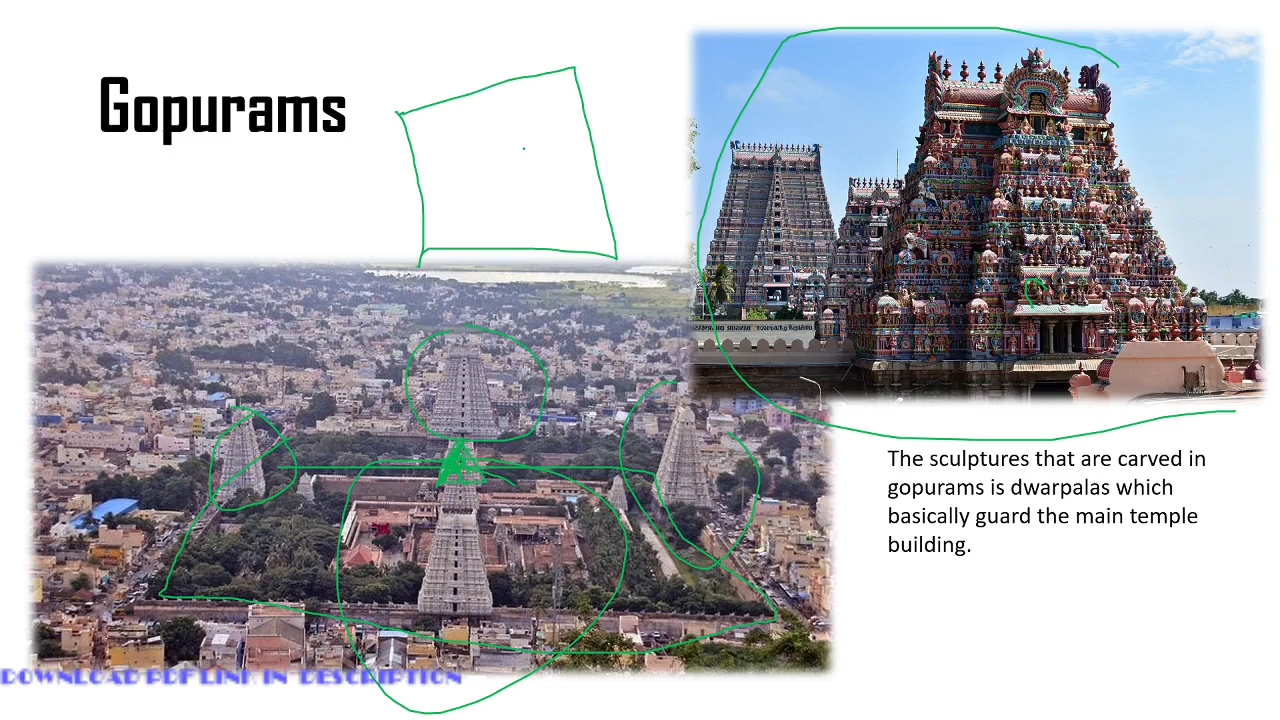 Gopurams
The sculptures that are carved in
gopurams is dwarpalas which
basically guard the main temple
building.
DOWNLOAD PDF LINK IN DESCRIPTION